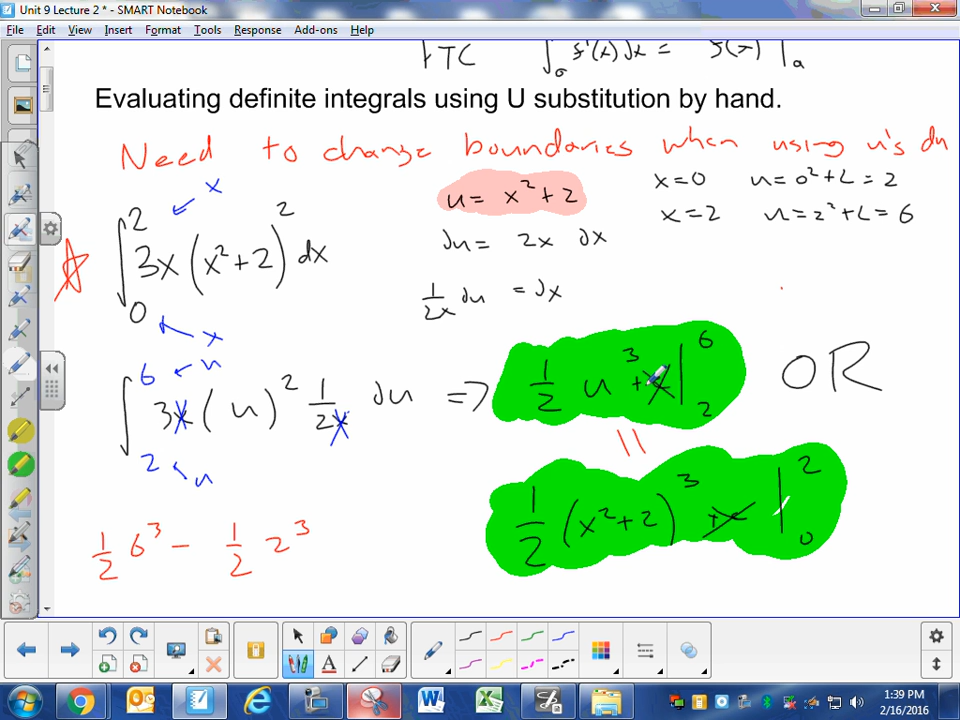 Unit 9 Lecture 2 * - SMART Notebook
File Edit View Insert Format Tools Response Add-ons Help
FTC ∫ₐ f'(x) dx = f(x) |ₐ
Evaluating definite integrals using U substitution by hand.
Need to change boundaries when using u's du
x=0 u=0²+2=2
x=2 u=2²+2=6
u= x²+2
du= 2x dx
1/2x du = dx
x
∫₀² 3x(x²+2)² dx
x
u
∫₂⁶ 3x(u)² 1/2x du => 1/2 u³ +x |₂⁶ OR
u
||
1/2 (x²+2)³ |₀²
1/2 6³ - 1/2 2³
1:39 PM
2/16/2016